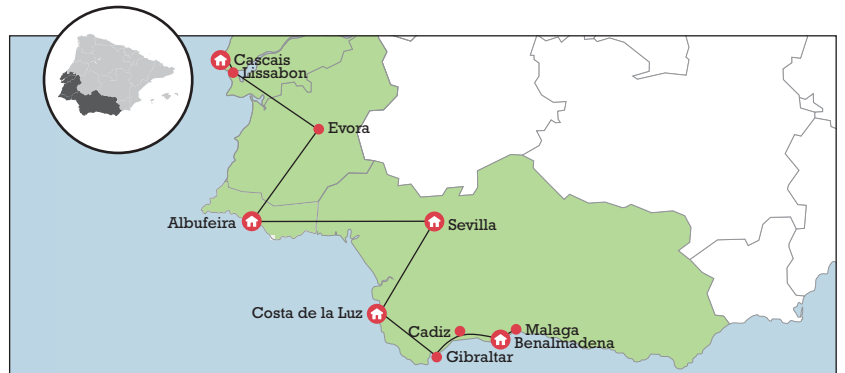 Cascais
Lissabon
Evora
Albufeira
Sevilla
Costa de la Luz
Cadiz
Malaga
Benalmadena
Gibraltar